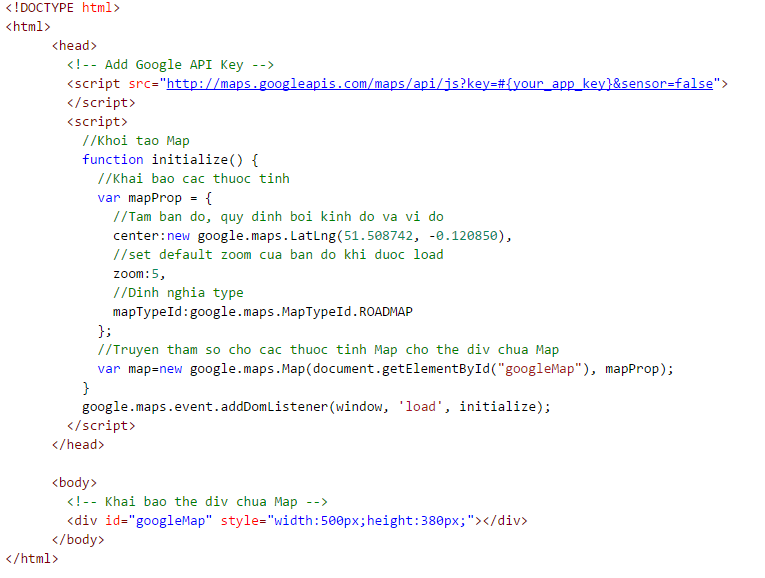 <!DOCTYPE html>
<html>
<head>
<!-- Add Google API Key -->
<script src="http://maps.googleapis.com/maps/api/js?key=#{your_app_key}&sensor=false">
</script>
<script>
//Khoi tao Map
function initialize() {
//Khai bao cac thuoc tinh
var mapProp = {
//Tam ban do, quy dinh boi kinh do va vi do
center:new google.maps.LatLng(51.508742, -0.120850),
//set default zoom cua ban do khi duoc load
zoom:5,
//Dinh nghia type
mapTypeId:google.maps.MapTypeId.ROADMAP
};
//Truyen tham so cho cac thuoc tinh Map cho the div chua Map
var map=new google.maps.Map(document.getElementById("googleMap"), mapProp);
}
google.maps.event.addDomListener(window, 'load', initialize);
</script>
</head>
<body>
<!-- Khai bao the div chua Map -->
<div id="googleMap" style="width:500px;height:380px;"></div>
</body>
</html>